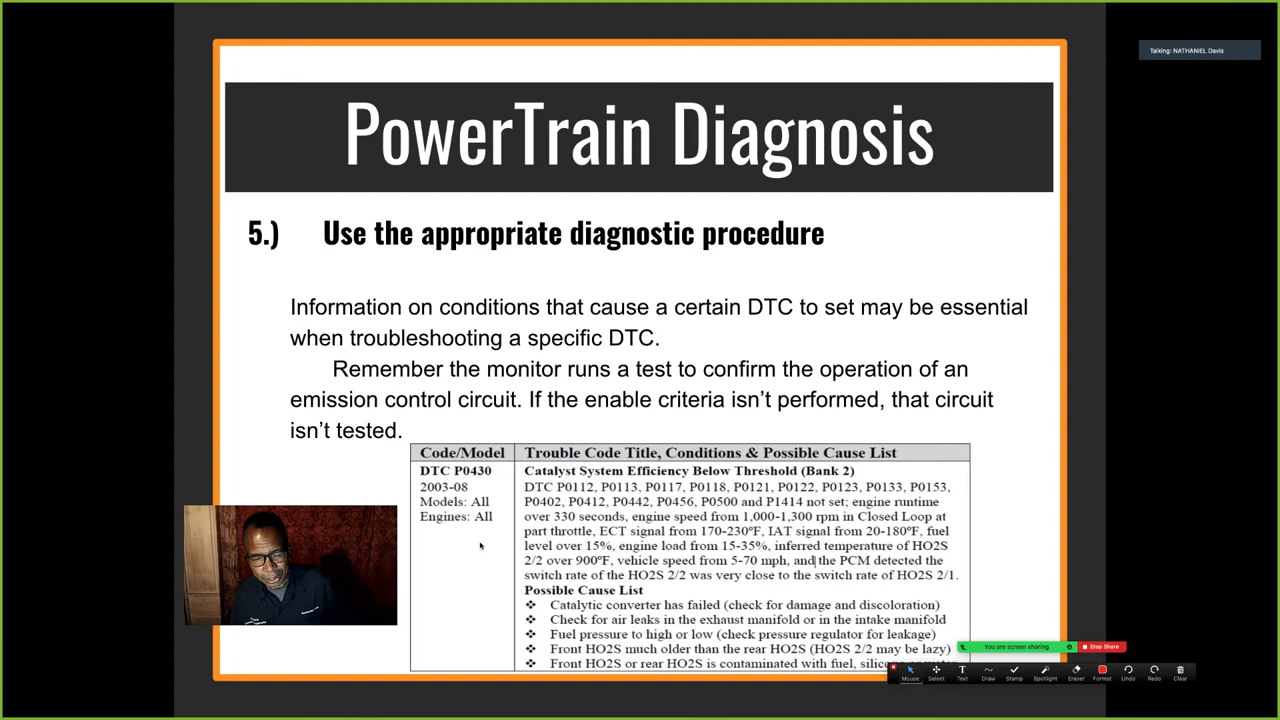 Talking: NATHANIEL Davis
PowerTrain Diagnosis
5.) Use the appropriate diagnostic procedure
Information on conditions that cause a certain DTC to set may be essential
when troubleshooting a specific DTC.
Remember the monitor runs a test to confirm the operation of an
emission control circuit. If the enable criteria isn't performed, that circuit
isn't tested.
Code/Model Trouble Code Title, Conditions & Possible Cause List
DTC P0430 Catalyst System Efficiency Below Threshold (Bank 2)
2003-08 DTC P0112, P0113, P0117, P0118, P0121, P0122, P0123, P0133, P0153,
Models: All P0402, P0412, P0442, P0456, P0500 and P1414 not set; engine runtime
Engines: All over 330 seconds, engine speed from 1,000-1,300 rpm in Closed Loop at
part throttle, ECT signal from 170-230ºF, IAT signal from 20-180ºF, fuel
level over 15%, engine load from 15-35%, inferred temperature of HO2S
2/2 over 900ºF, vehicle speed from 5-70 mph, and the PCM detected the
switch rate of the HO2S 2/2 was very close to the switch rate of HO2S 2/1.
Possible Cause List
❖ Catalytic converter has failed (check for damage and discoloration)
❖ Check for air leaks in the exhaust manifold or in the intake manifold
❖ Fuel pressure to high or low (check pressure regulator for leakage)
❖ Front HO2S much older than the rear HO2S (HO2S 2/2 may be lazy)
❖ Front HO2S or rear HO2S is contaminated with fuel,
You are screen sharing Stop Share
Mouse Select Text Draw Stamp Spotlight Eraser Format Undo Redo Clear